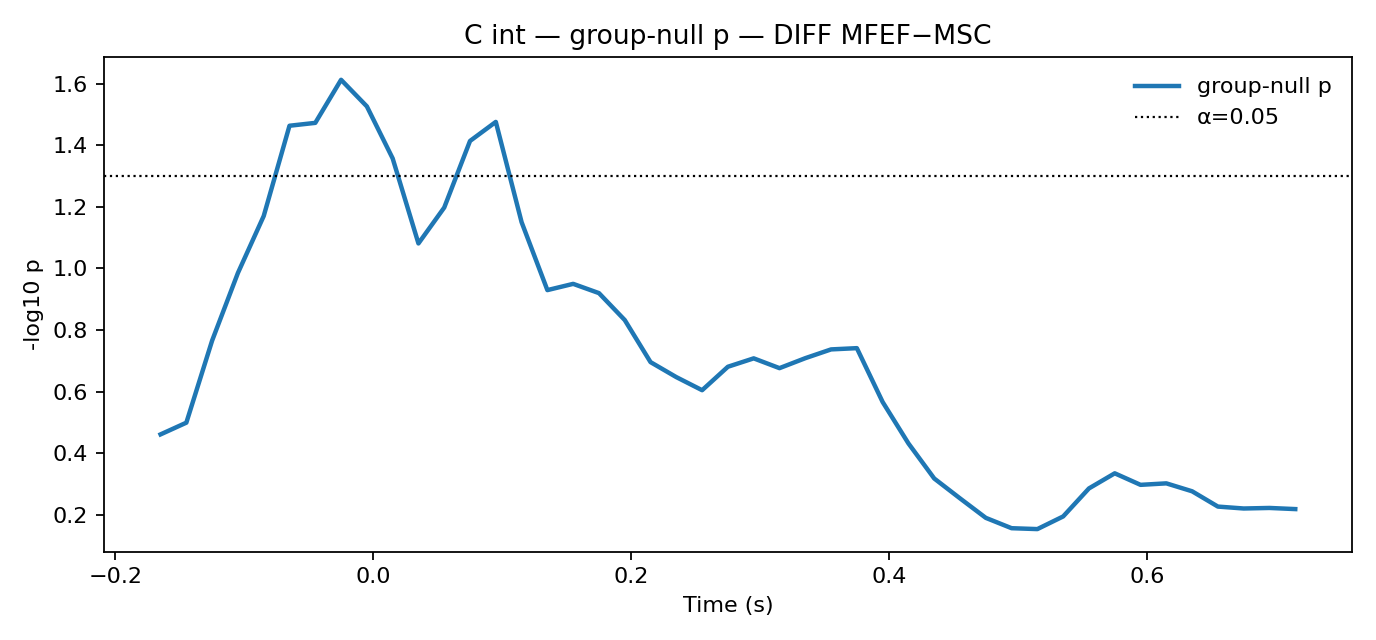 C int — group-null p — DIFF MFEF−MSC
group-null p
α=0.05
-log10 p
1.6
1.4
1.2
1.0
0.8
0.6
0.4
0.2
−0.2
0.0
0.2
0.4
0.6
Time (s)